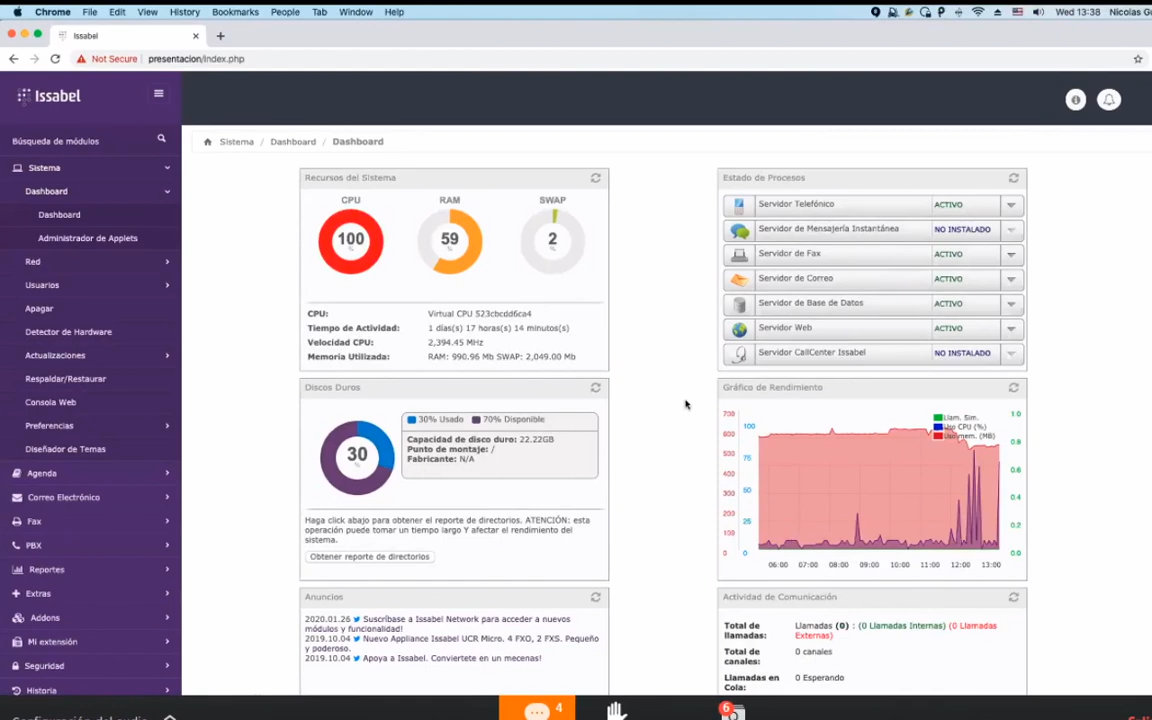 Chrome File Edit View History Bookmarks People Tab Window Help
Wed 13:38 Nicolas
Issabel
Not Secure presentacion/index.php
Issabel
Búsqueda de módulos
Sistema
Dashboard
Dashboard
Administrador de Applets
Red
Usuarios
Apagar
Detector de Hardware
Actualizaciones
Respaldar/Restaurar
Consola Web
Preferencias
Diseñador de Temas
Agenda
Correo Electrónico
Fax
PBX
Reportes
Extras
Addons
Mi extensión
Seguridad
Historia
Sistema / Dashboard / Dashboard
Recursos del Sistema
CPU RAM SWAP
100 % 59 % 2 %
CPU: Virtual CPU 523cbcdd6ca4
Tiempo de Actividad: 1 días(s) 17 horas(s) 14 minutos(s)
Velocidad CPU: 2,394.45 MHz
Memoria Utilizada: RAM: 990.96 Mb SWAP: 2,049.00 Mb
Discos Duros
30 %
30% Usado 70% Disponible
Capacidad de disco duro: 22.22GB
Punto de montaje: /
Fabricante: N/A
Haga click abajo para obtener el reporte de directorios. ATENCIÓN: esta
operación puede tomar un tiempo largo Y afectar el rendimiento del
sistema.
Obtener reporte de directorios
Anuncios
2020.01.26 Suscríbase a Issabel Network para acceder a nuevos
módulos y funcionalidad!
2019.10.04 Nuevo Appliance Issabel UCR Micro. 4 FXO, 2 FXS. Pequeño
y poderoso.
2019.10.04 Apoya a Issabel. Conviertete en un mecenas!
Estado de Procesos
Servidor Telefónico ACTIVO
Servidor de Mensajería Instantánea NO INSTALADO
Servidor de Fax ACTIVO
Servidor de Correo ACTIVO
Servidor de Base de Datos ACTIVO
Servidor Web ACTIVO
Servidor CallCenter Issabel NO INSTALADO
Gráfico de Rendimiento
700
600
500
400
300
200
100
0
100
75
50
25
0
Llam. Sim.
Uso CPU (%)
Uso mem. (MB)
1.0
0.8
0.6
0.4
0.2
0.0
06:00 07:00 08:00 09:00 10:00 11:00 12:00 13:00
Actividad de Comunicación
Total de llamadas: Llamadas (0) : (0 Llamadas Internas) (0 Llamadas
Externas)
Total de canales: 0 canales
Llamadas en Cola: 0 Esperando
4
6